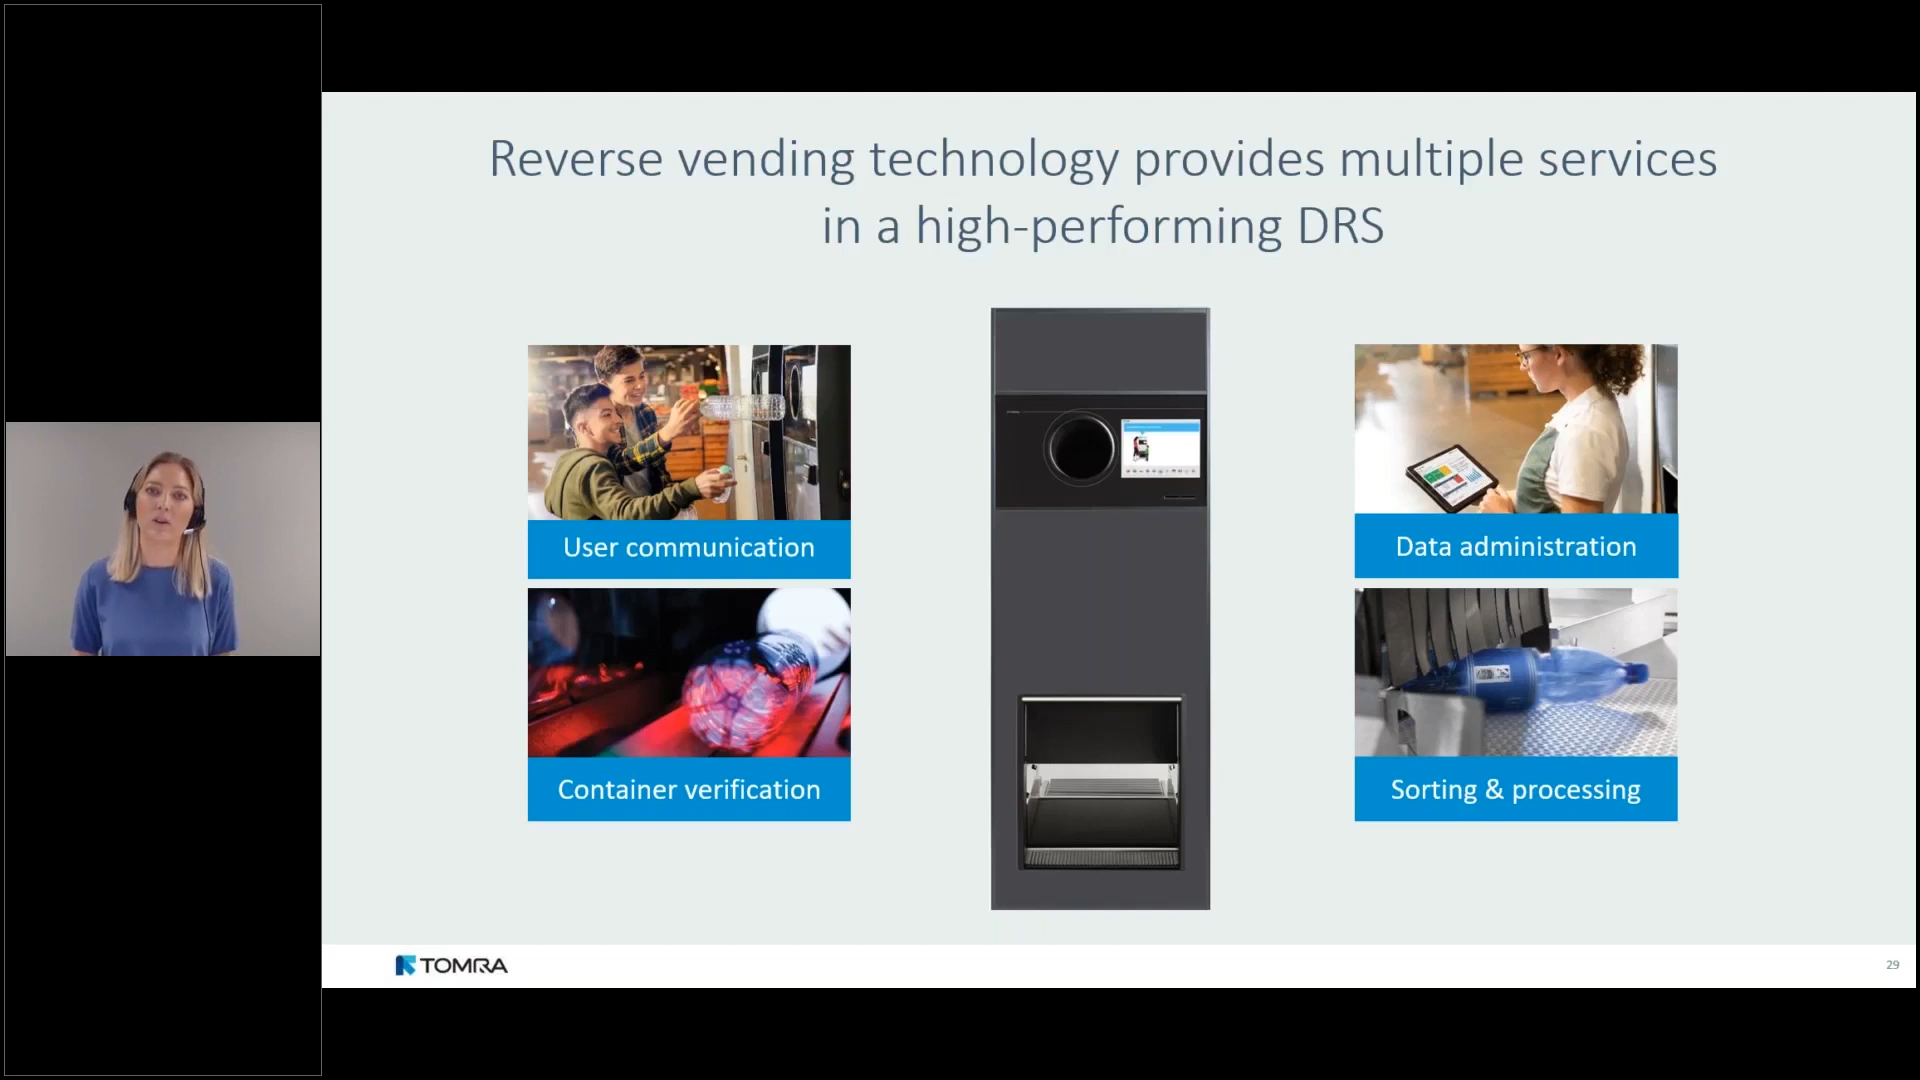 Reverse vending technology provides multiple services
in a high-performing DRS
User communication
Data administration
Container verification
Sorting & processing
TOMRA
29